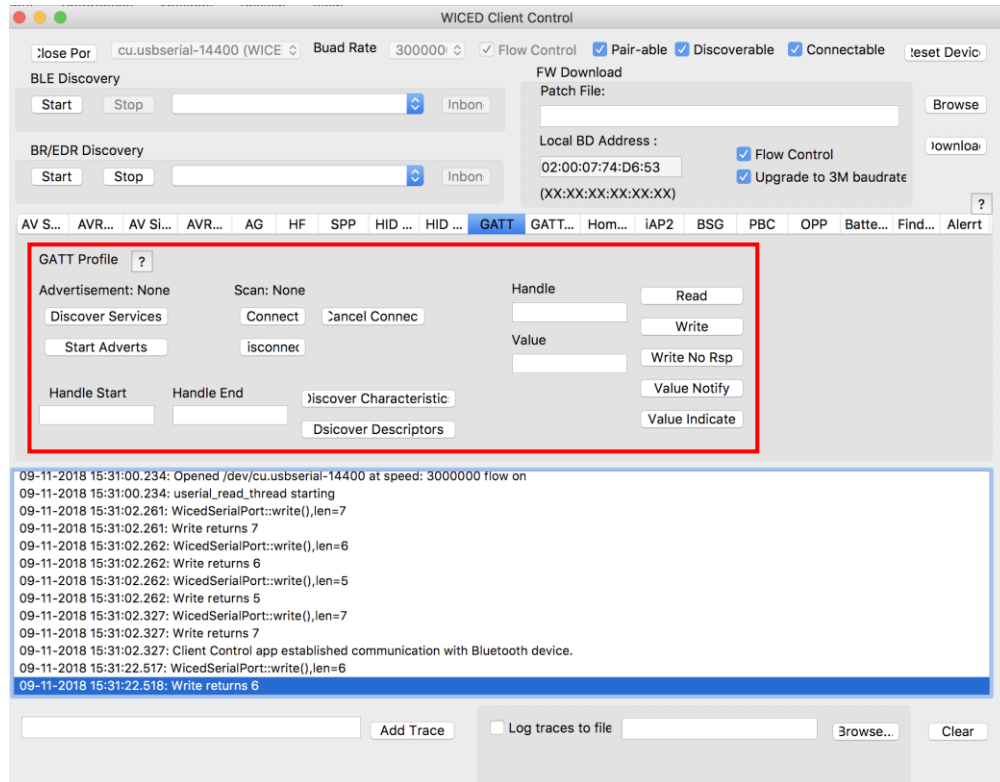 WICED Client Control
Close Por cu.usbserial-14400 (WICE Buad Rate 300000 Flow Control Pair-able Discoverable Connectable Reset Devic
BLE Discovery
Start Stop Inbon
BR/EDR Discovery
Start Stop Inbon
FW Download
Patch File:
Browse
Local BD Address :
02:00:07:74:D6:53
(XX:XX:XX:XX:XX:XX)
Flow Control
Upgrade to 3M baudrate
Downloa
?
AV S... AVR... AV Si... AVR... AG HF SPP HID ... HID ... GATT GATT... Hom... iAP2 BSG PBC OPP Batte... Find... Alerrt
GATT Profile ?
Advertisement: None Scan: None
Discover Services Connect Cancel Connec
Start Adverts isconnec
Handle Start Handle End Discover Characteristic
Dsicover Descriptors
Handle
Value
Read
Write
Write No Rsp
Value Notify
Value Indicate
09-11-2018 15:31:00.234: Opened /dev/cu.usbserial-14400 at speed: 3000000 flow on
09-11-2018 15:31:00.234: userial_read_thread starting
09-11-2018 15:31:02.261: WicedSerialPort::write(),len=7
09-11-2018 15:31:02.261: Write returns 7
09-11-2018 15:31:02.262: WicedSerialPort::write(),len=6
09-11-2018 15:31:02.262: Write returns 6
09-11-2018 15:31:02.262: WicedSerialPort::write(),len=5
09-11-2018 15:31:02.262: Write returns 5
09-11-2018 15:31:02.327: WicedSerialPort::write(),len=7
09-11-2018 15:31:02.327: Write returns 7
09-11-2018 15:31:02.327: Client Control app established communication with Bluetooth device.
09-11-2018 15:31:22.517: WicedSerialPort::write(),len=6
09-11-2018 15:31:22.518: Write returns 6
Add Trace Log traces to file Browse... Clear